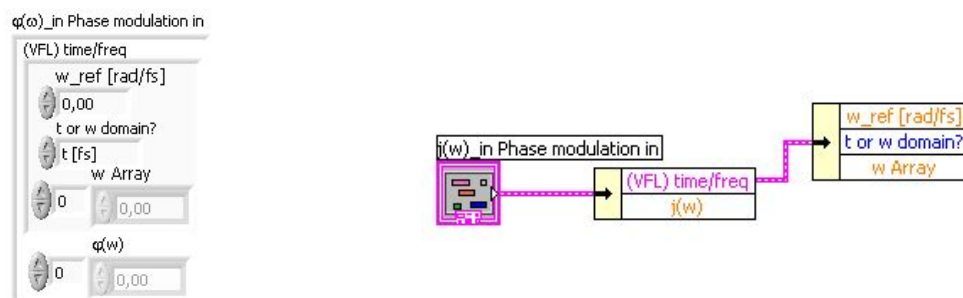 φ(ω)_in Phase modulation in
(VFL) time/freq
w_ref [rad/fs]
0,00
t or w domain?
t [fs]
w Array
0
0,00
φ(w)
0
0,00
j(w)_in Phase modulation in
(VFL) time/freq
j(w)
w_ref [rad/fs]
t or w domain?
w Array